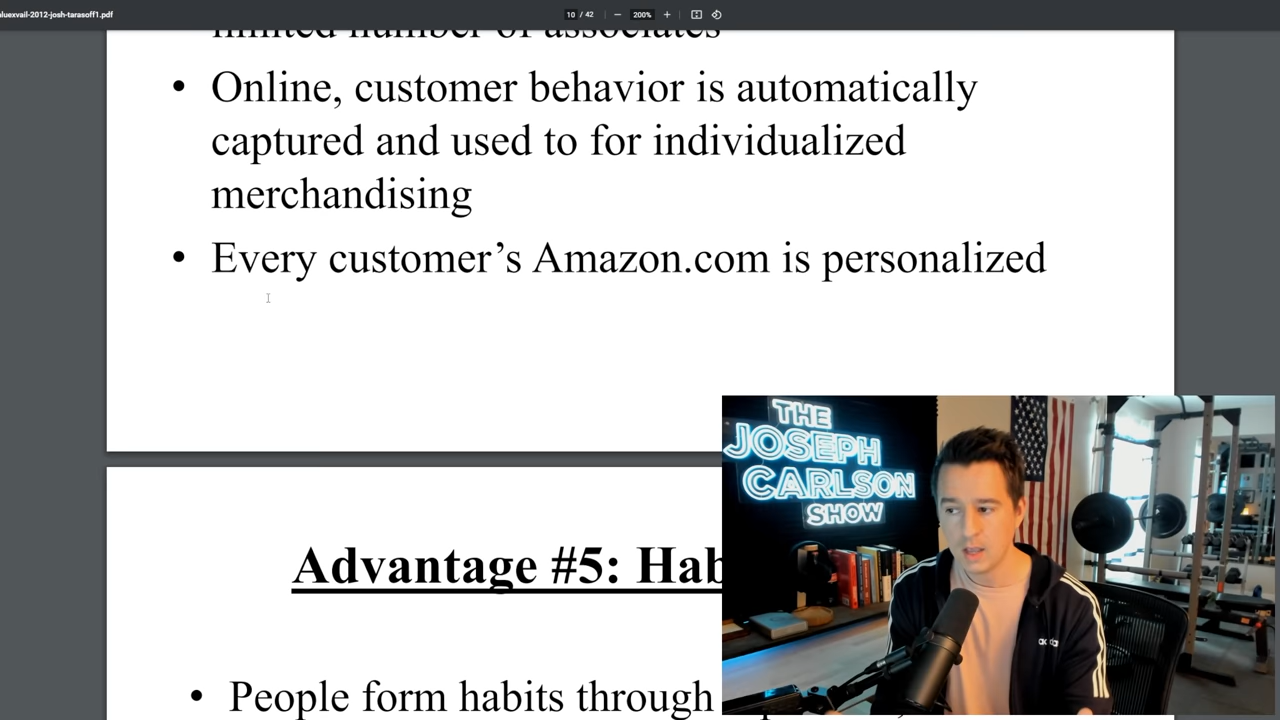 luexvail-2012-josh-tarasoff1.pdf
10 / 42
200%
limited number of associates
• Online, customer behavior is automatically
captured and used to for individualized
merchandising
• Every customer's Amazon.com is personalized
Advantage #5: Hab
• People form habits through
THE
JOSEPH
CARLSON
SHOW